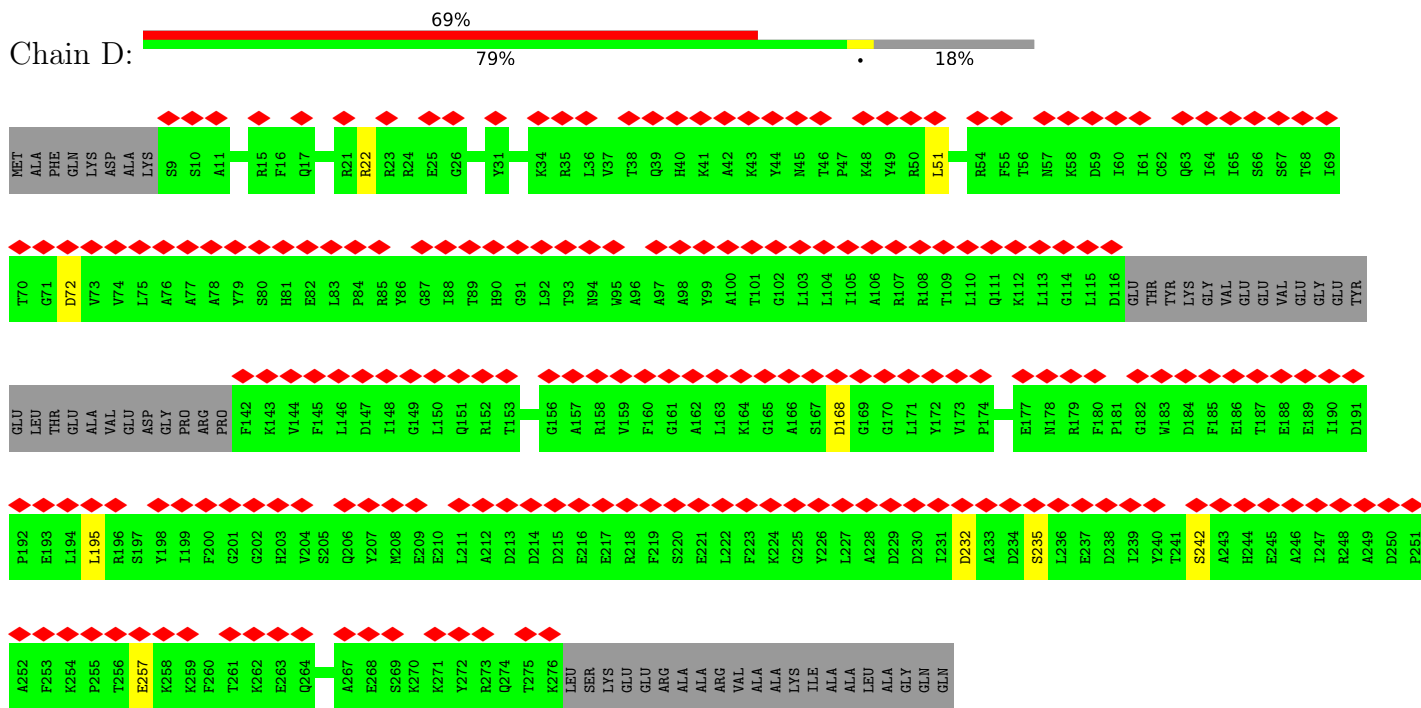 69%
Chain D:
79% • 18%
MET ALA PHE GLN LYS ASP ALA LYS S9 S10 A11 R15 F16 Q17 R21 R22 R23 R24 E25 G26 Y31 K34 R35 L36 V37 T38 Q39 H40 K41 A42 K43 Y44 N45 T46 P47 K48 Y49 R50 L51 R54 F55 T56 N57 K58 D59 I60 I61 C62 Q63 I64 I65 S66 S67 T68 I69
T70 G71 D72 V73 V74 L75 A76 A77 A78 Y79 S80 H81 E82 L83 P84 R85 Y86 G87 I88 T89 H90 G91 L92 T93 N94 W95 A96 A97 A98 Y99 A100 T101 G102 L103 L104 I105 A106 R107 R108 T109 L110 Q111 K112 L113 G114 L115 D116 GLU THR TYR LYS GLY VAL GLU GLU VAL GLU GLY GLU TYR
GLU LEU THR GLU ALA VAL GLU ASP GLY PRO ARG PRO F142 K143 V144 F145 L146 D147 I148 G149 L150 Q151 R152 T153 G156 A157 R158 V159 F160 G161 A162 L163 K164 G165 A166 S167 D168 G169 G170 L171 Y172 V173 P174 E177 N178 R179 F180 P181 G182 W183 D184 F185 E186 T187 E188 E189 I190 D191
P192 E193 L194 L195 R196 S197 Y198 I199 F200 G201 G202 H203 V204 S205 Q206 Y207 M208 E209 E210 L211 A212 D213 D214 D215 E216 E217 R218 F219 S220 E221 L222 F223 K224 G225 Y226 L227 A228 D229 D230 I231 D232 A233 D234 S235 L236 E237 D238 I239 Y240 T241 S242 A243 H244 E245 A246 I247 R248 A249 D250 P251
A252 F253 K254 P255 T256 E257 K258 K259 F260 T261 K262 E263 Q264 A267 E268 S269 K270 K271 Y272 R273 Q274 T275 K276 LEU SER LYS GLU GLU ARG ALA ALA ARG VAL ALA ALA LYS ILE ALA ALA LEU ALA GLY GLN GLN